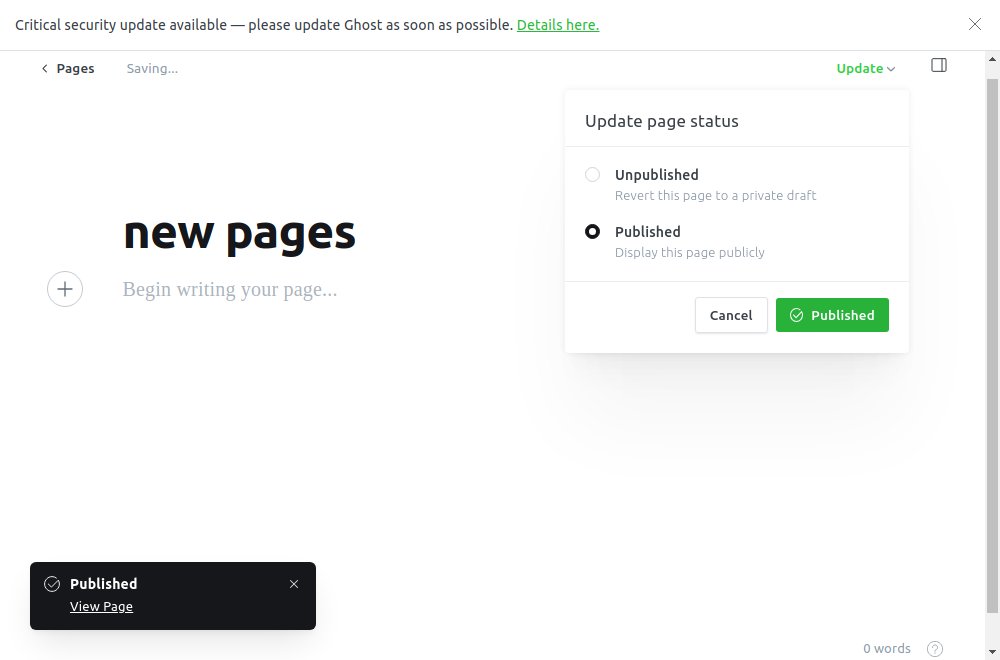 Critical security update available — please update Ghost as soon as possible. Details here.
Pages
Saving...
Update
Update page status
Unpublished
Revert this page to a private draft
Published
Display this page publicly
Cancel
Published
new pages
Begin writing your page...
Published
View Page
0 words
?